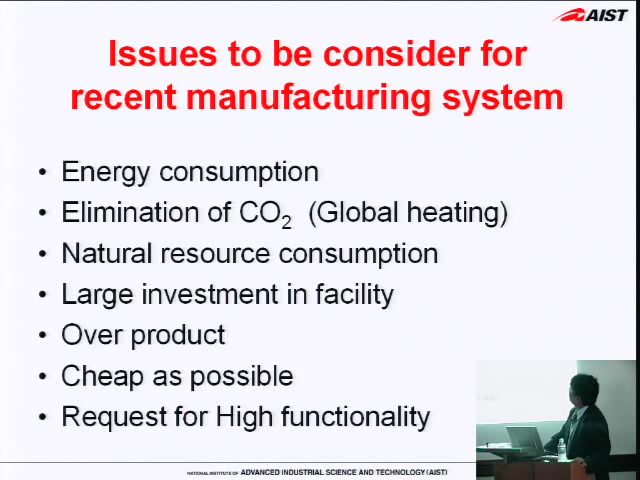 AIST
Issues to be consider for
recent manufacturing system
• Energy consumption
• Elimination of CO2 (Global heating)
• Natural resource consumption
• Large investment in facility
• Over product
• Cheap as possible
• Request for High functionality
NATIONAL INSTITUTE OF ADVANCED INDUSTRIAL SCIENCE AND TECHNOLOGY (AIST)